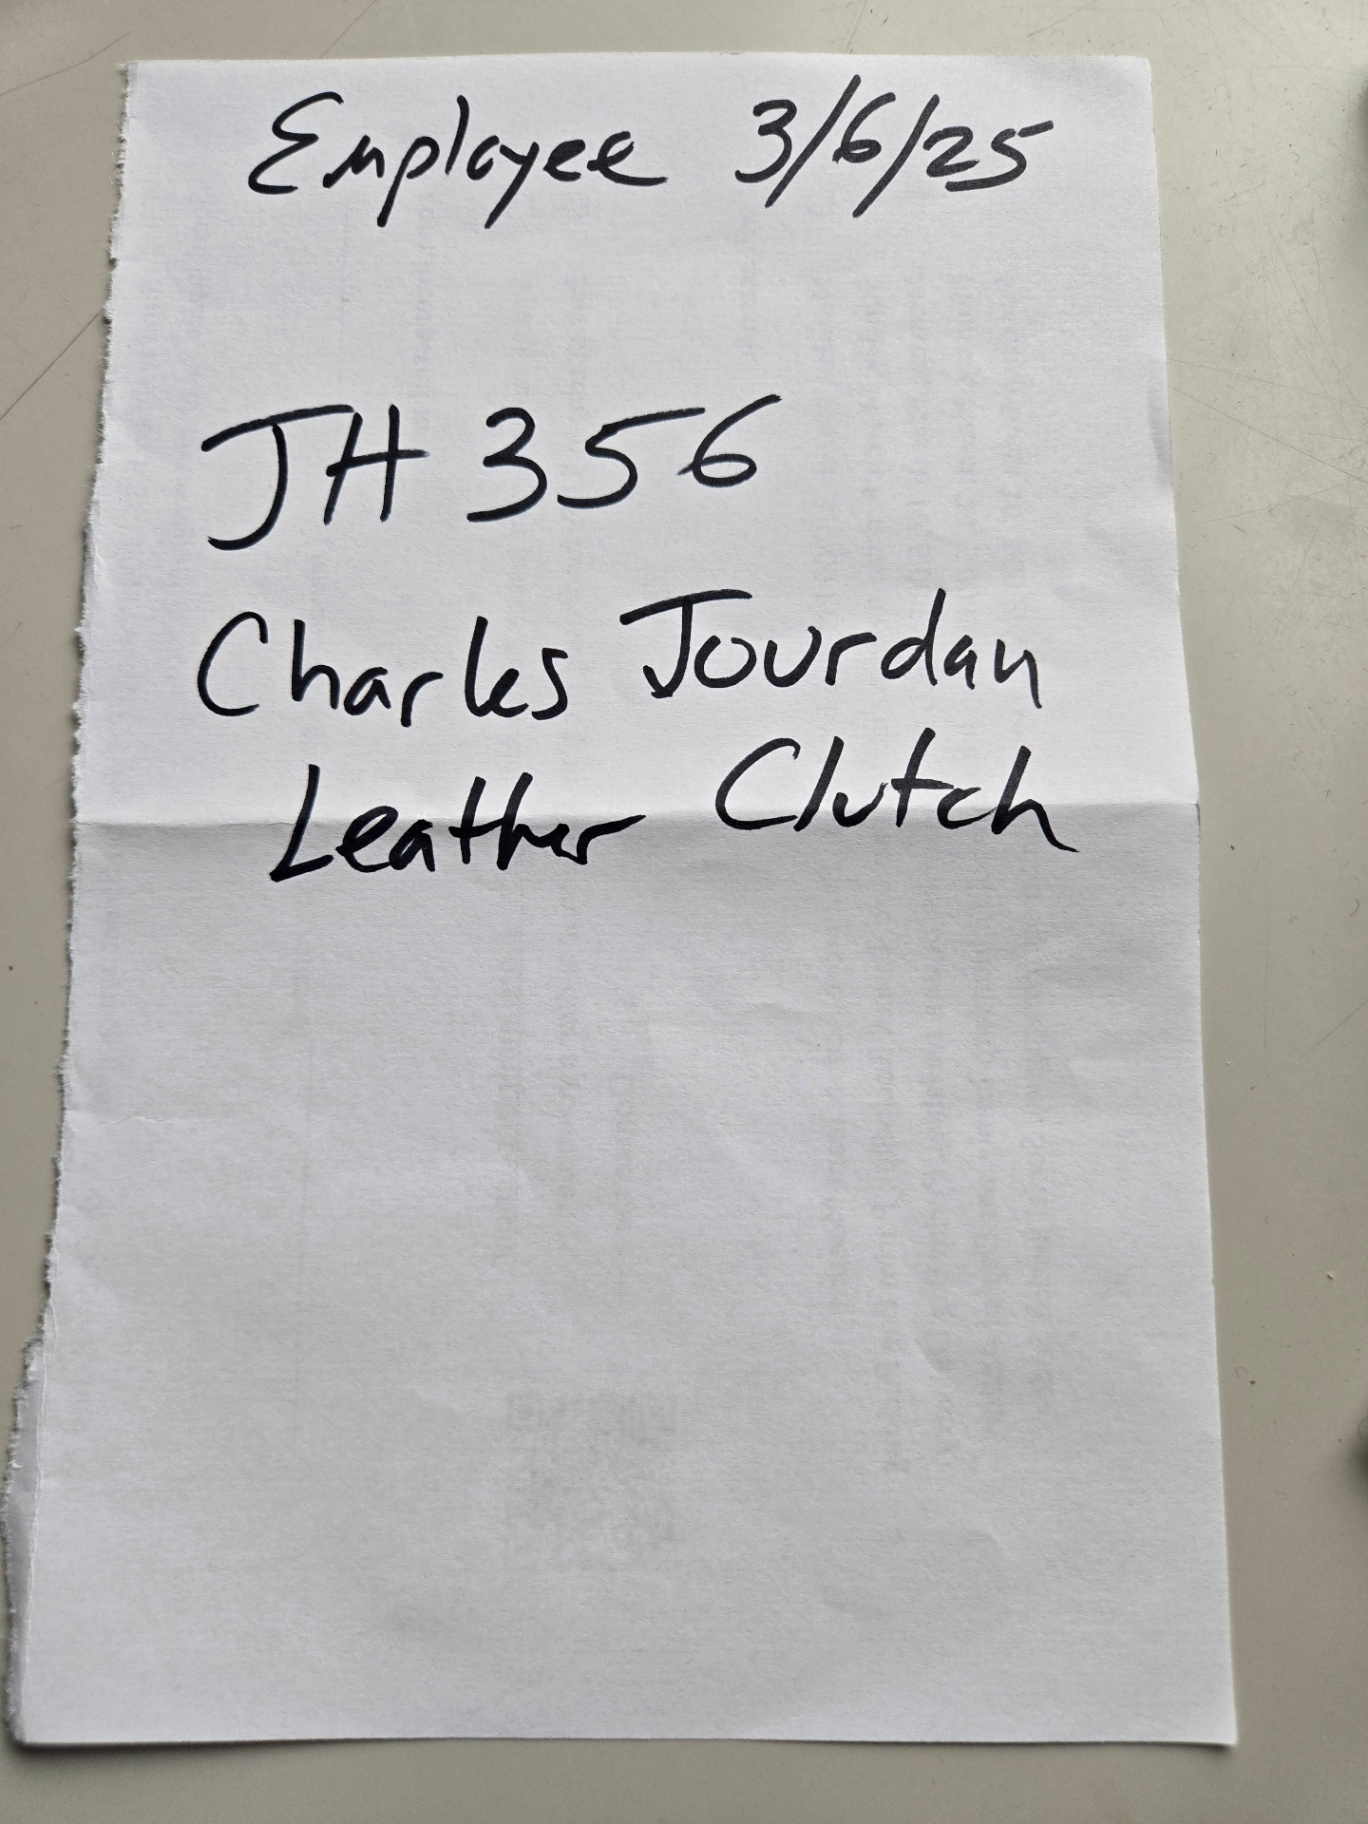 Employee 3/6/25
JH 356
Charles Jourdan
Leather Clutch